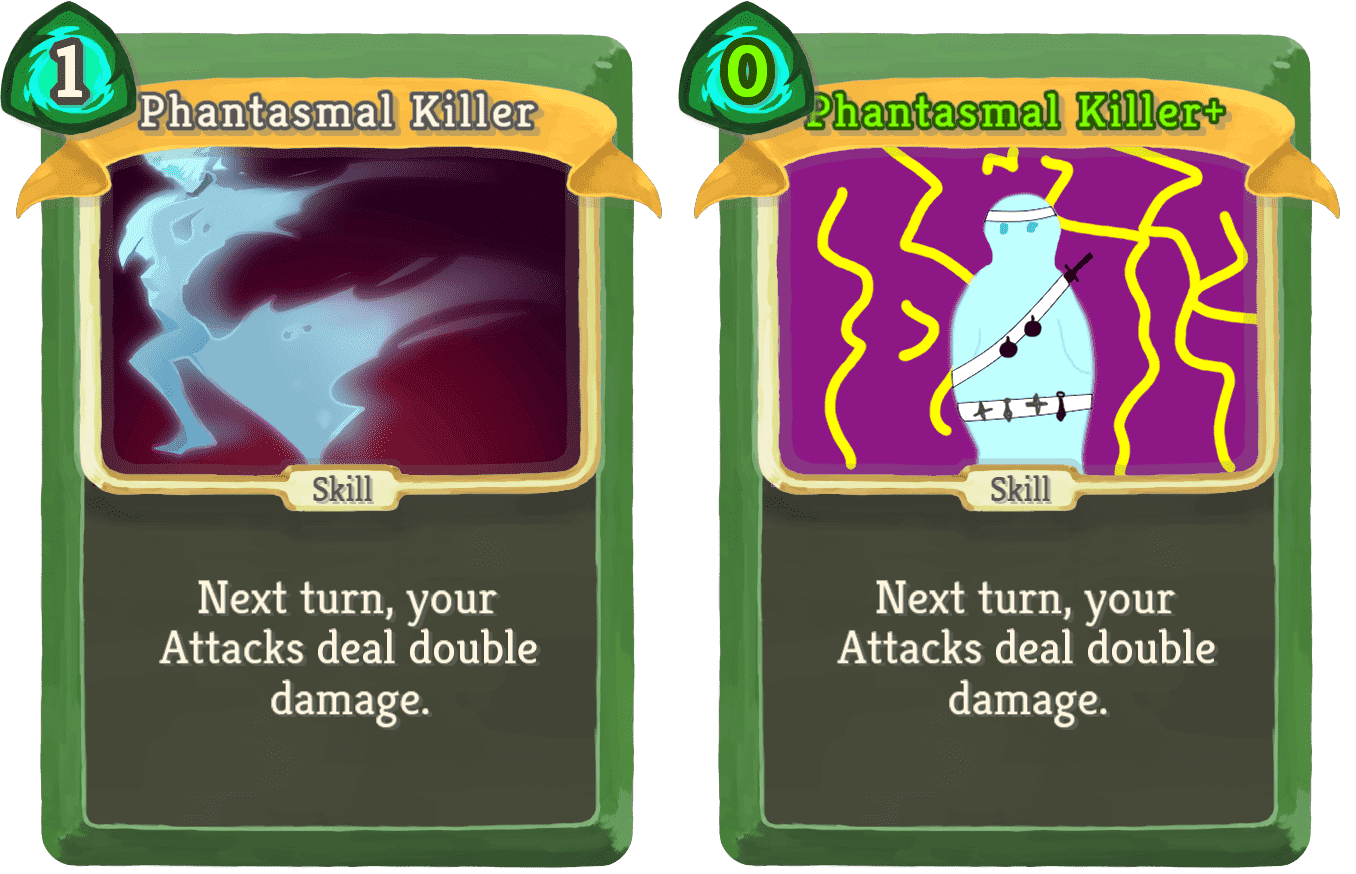 1
Phantasmal Killer
Skill
Next turn, your
Attacks deal double
damage.
0
Phantasmal Killer+
Skill
Next turn, your
Attacks deal double
damage.